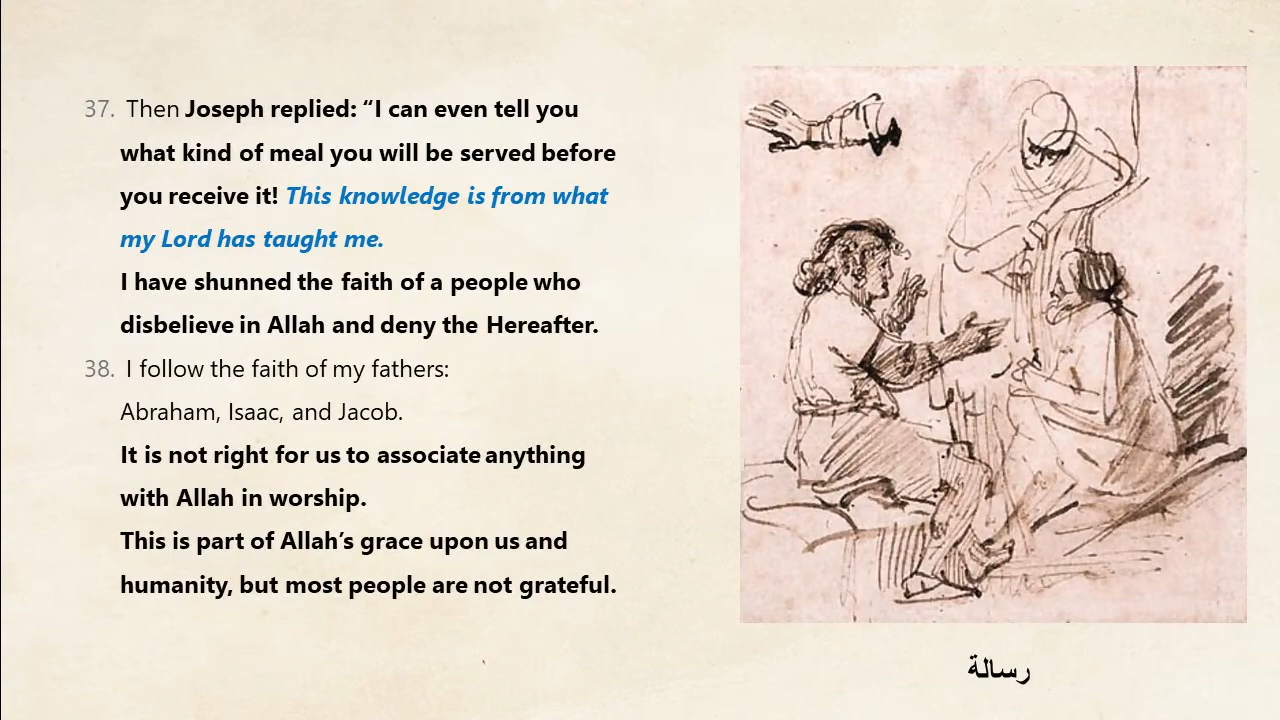 37. Then Joseph replied: “I can even tell you
what kind of meal you will be served before
you receive it! This knowledge is from what
my Lord has taught me.
I have shunned the faith of a people who
disbelieve in Allah and deny the Hereafter.
38. I follow the faith of my fathers:
Abraham, Isaac, and Jacob.
It is not right for us to associate anything
with Allah in worship.
This is part of Allah’s grace upon us and
humanity, but most people are not grateful.
رسالة